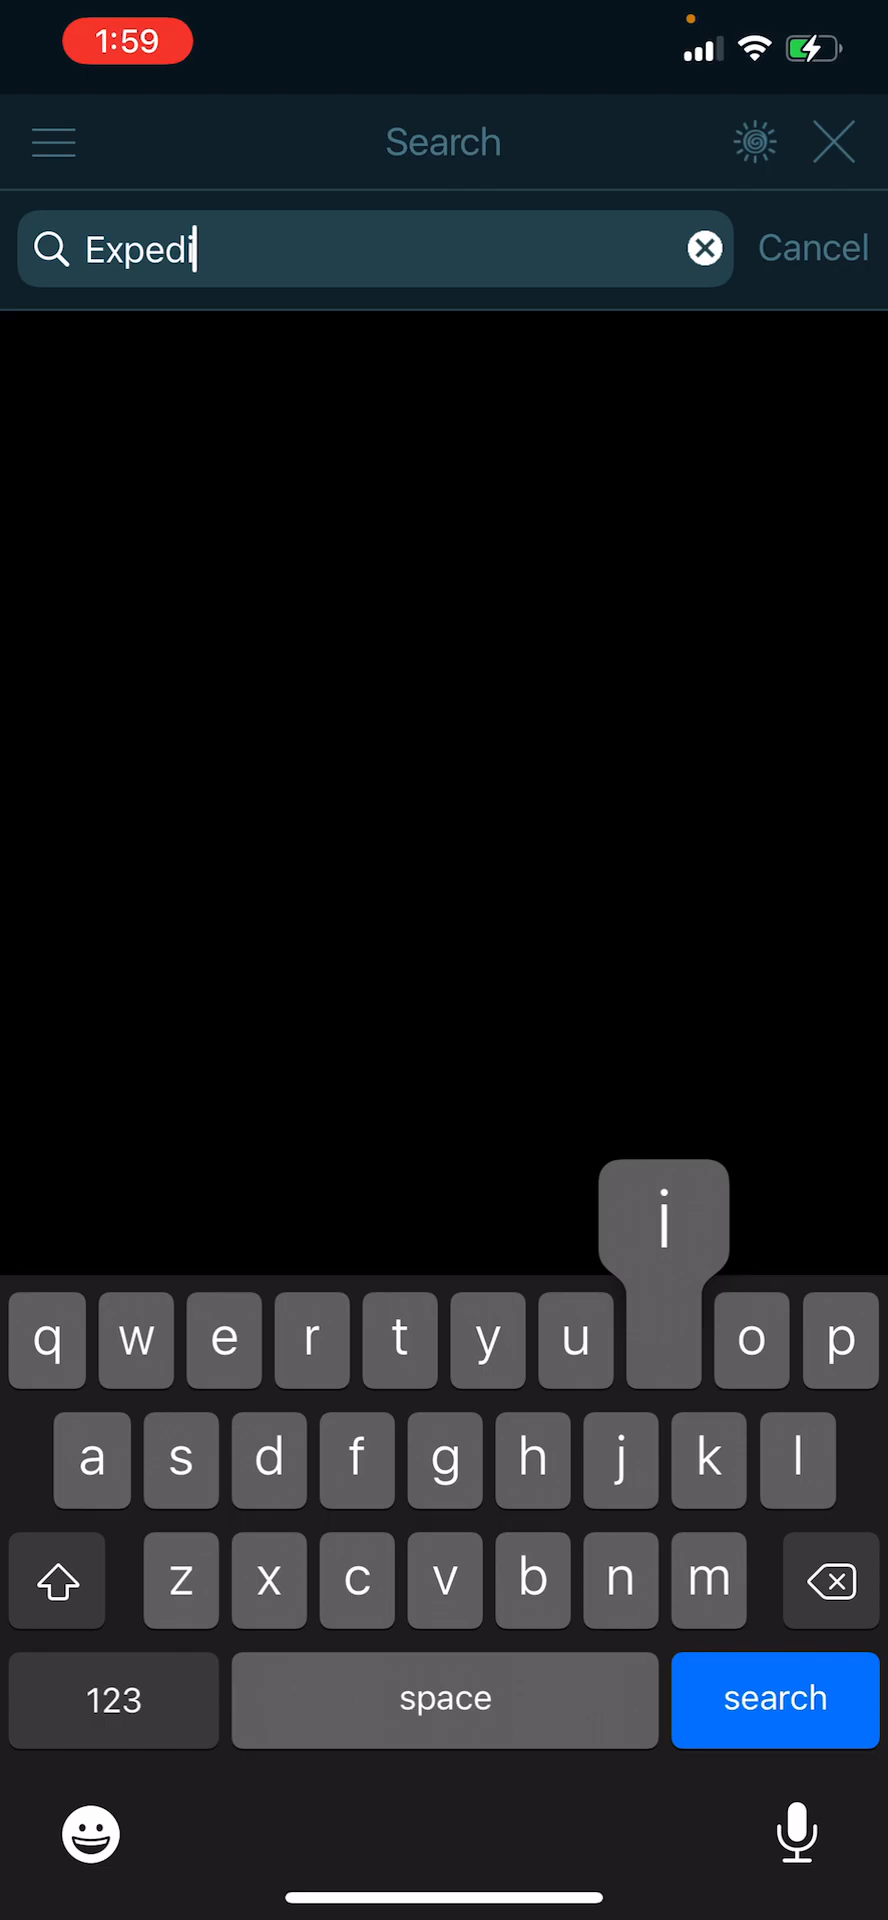 1:59
Search
Expedi
Cancel
i
q w e r t y u o p
a s d f g h j k l
z x c v b n m
123 space search